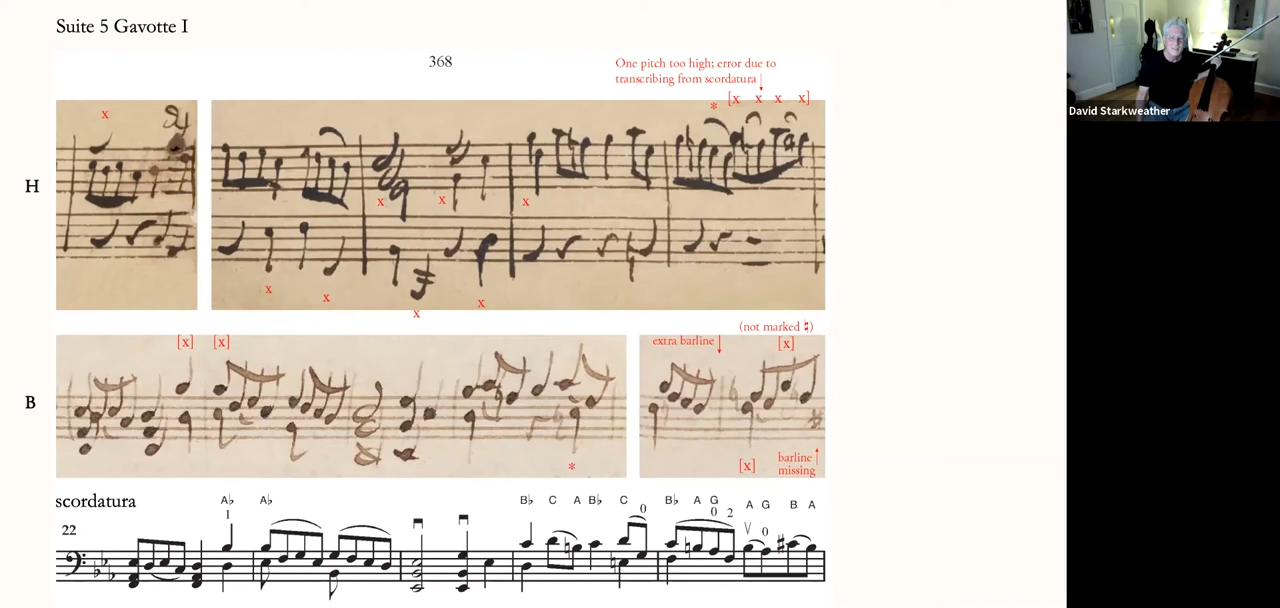 Suite 5 Gavotte I
368
One pitch too high; error due to
transcribing from scordatura
David Starkweather
x
* [x x x x]
H
x x x
x x x x
(not marked ♮)
[x] [x] extra barline [x]
B
* [x] barline
missing
scordatura
A♭ A♭ B♭ C A B♭ C B♭ A G A G B A
1 0 0 2 0
22